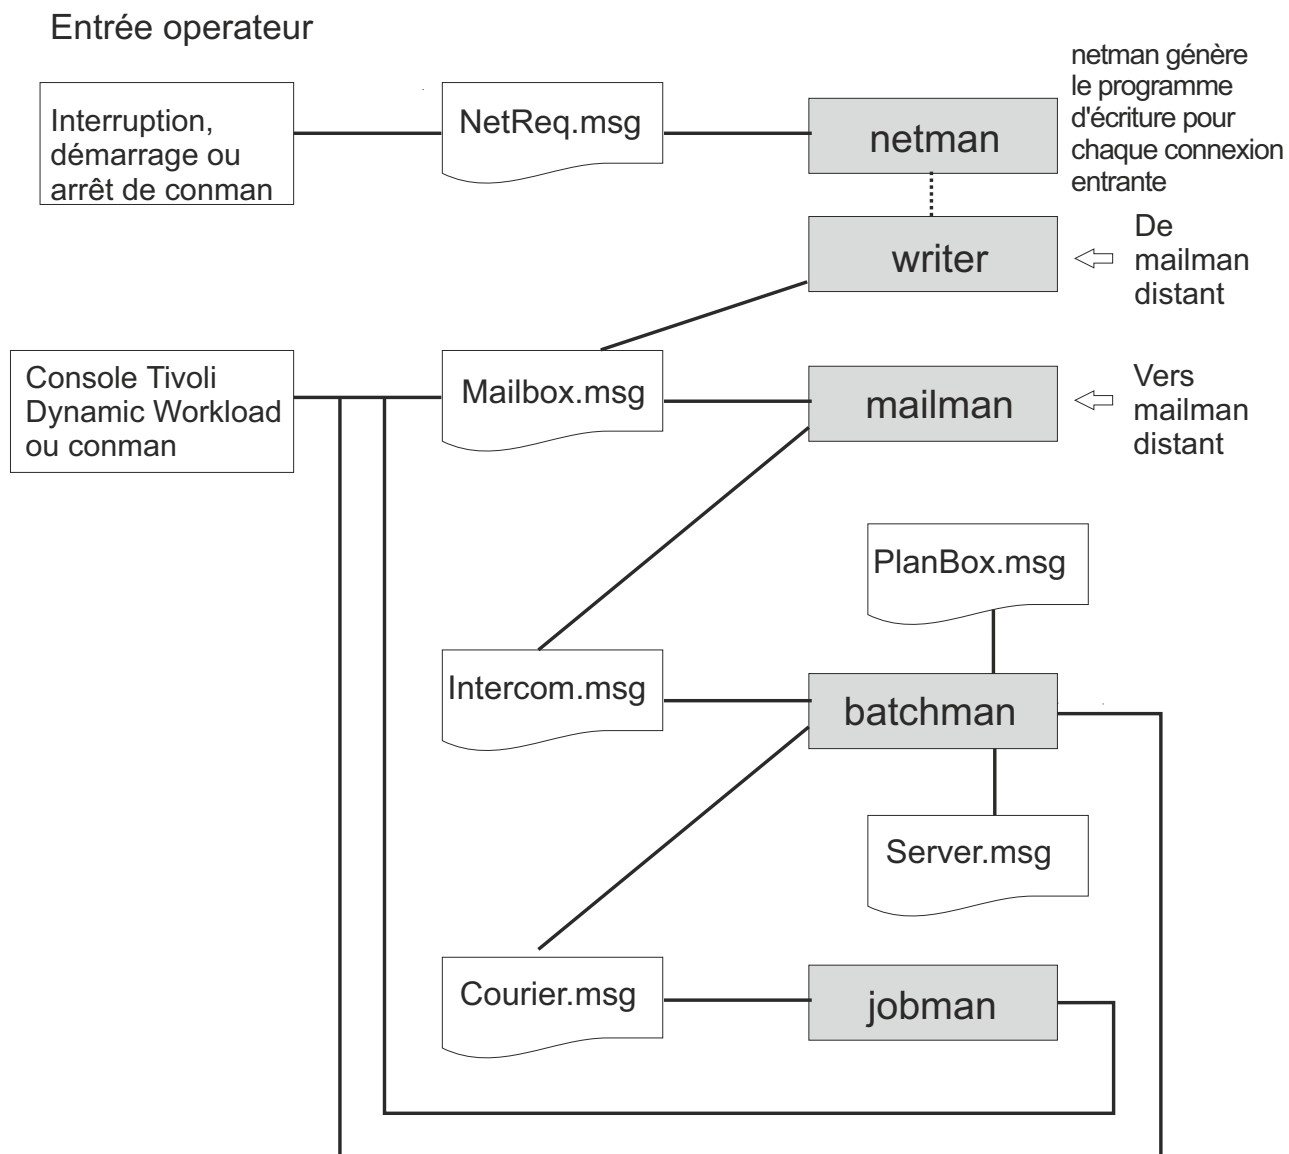 Entrée operateur
Interruption,
démarrage ou
arrêt de conman
NetReq.msg
netman
netman génère
le programme
d'écriture pour
chaque connexion
entrante
writer
De
mailman
distant
Console Tivoli
Dynamic Workload
ou conman
Mailbox.msg
mailman
Vers
mailman
distant
PlanBox.msg
Intercom.msg
batchman
Server.msg
Courier.msg
jobman